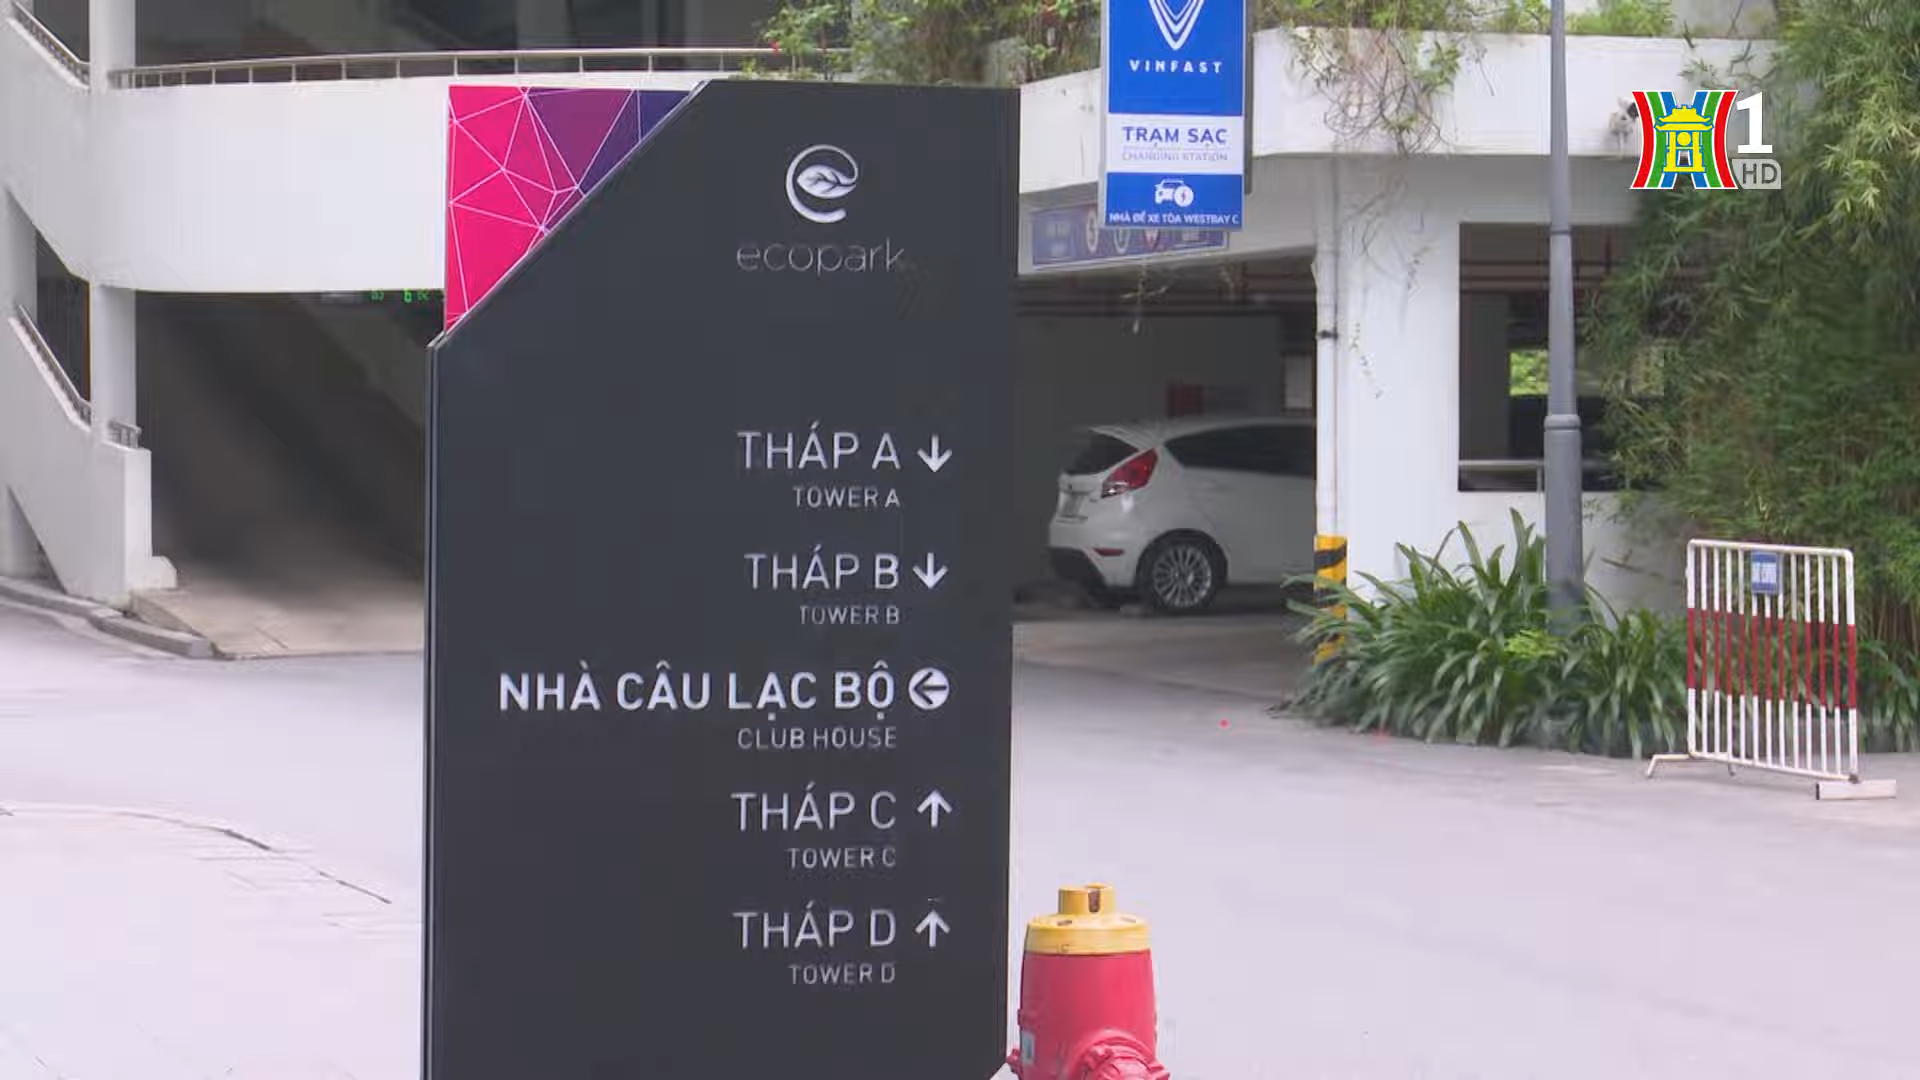 ecopark
THÁP A
TOWER A
THÁP B
TOWER B
NHÀ CÂU LẠC BỘ
CLUB HOUSE
THÁP C
TOWER C
THÁP D
TOWER D
VINFAST
TRẠM SẠC
CHARGING STATION
NHÀ ĐỂ XE TÒA WESTBAY C
1
HD